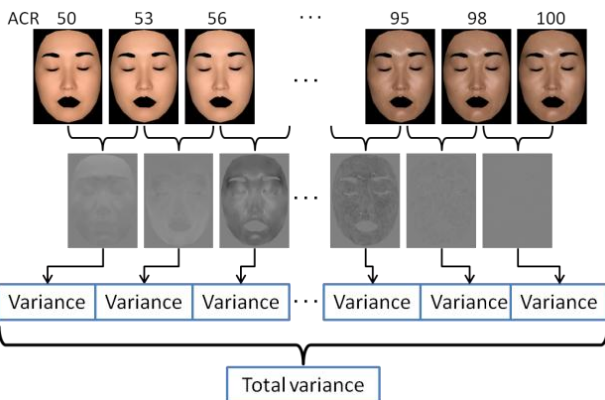 ACR 50 53 56 ... 95 98 100
...
...
Variance Variance Variance ... Variance Variance Variance
Total variance